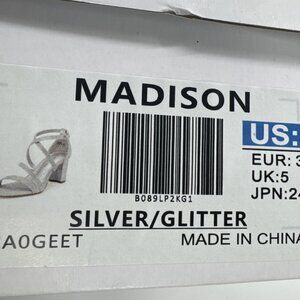 MADISON
US:
EUR: 3
UK:5
JPN:24
B089LP2KG1
SILVER/GLITTER
A0GEET
MADE IN CHINA